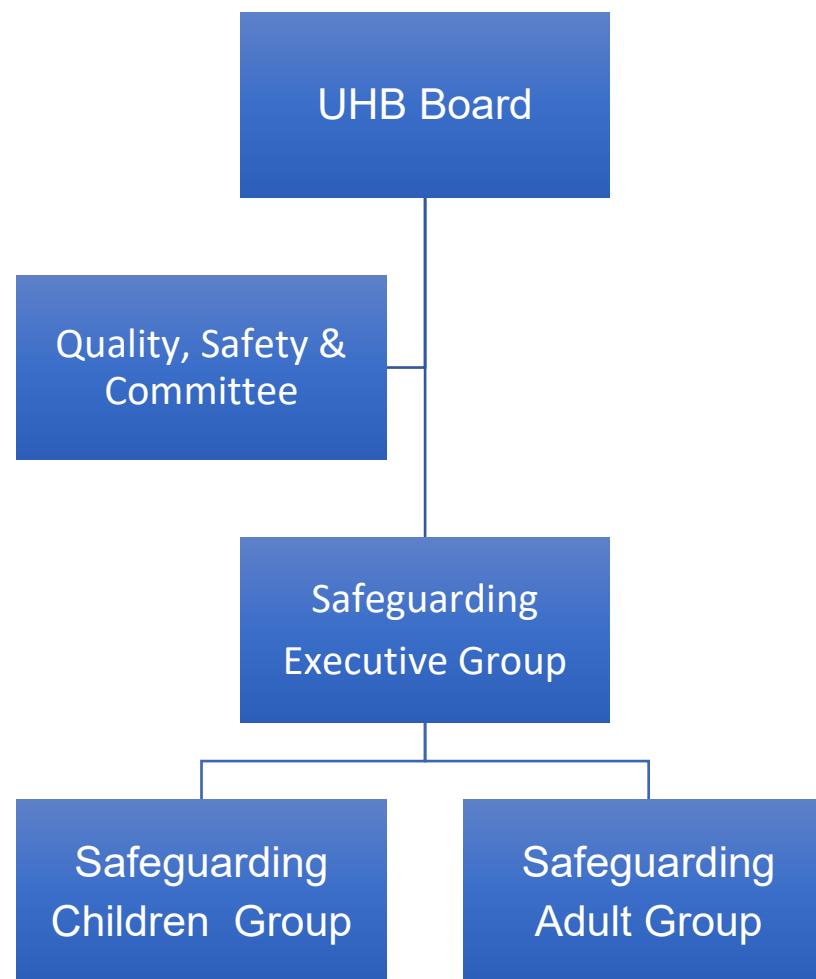 UHB Board
Quality, Safety &
Committee
Safeguarding
Executive Group
Safeguarding
Children  Group
Safeguarding
Adult Group